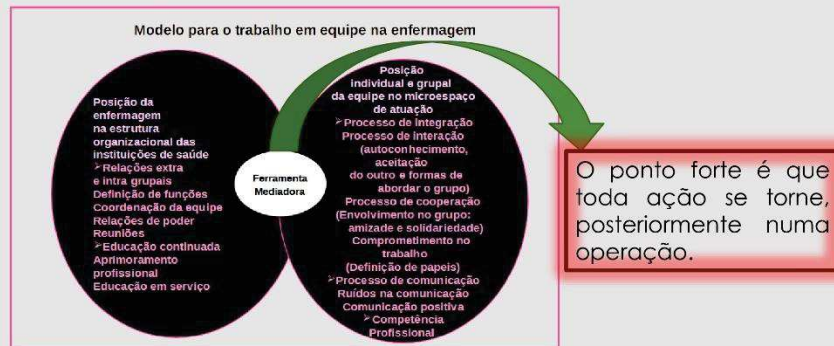 Modelo para o trabalho em equipe na enfermagem
Posição da
enfermagem
na estrutura
organizacional das
instituições de saúde
➢Relações extra
e intra grupais
Definição de funções
Coordenação da equipe
Relações de poder
Reuniões
➢Educação continuada
Aprimoramento
profissional
Educação em serviço
Ferramenta
Mediadora
Posição
individual e grupal
da equipe no microespaço
de atuação
➢Processo de integração
Processo de interação
(autoconhecimento,
aceitação
do outro e formas de
abordar o grupo)
Processo de cooperação
(Envolvimento no grupo:
amizade e solidariedade)
Comprometimento no
trabalho
(Definição de papeis)
➢Processo de comunicação
Ruídos na comunicação
Comunicação positiva
➢Competência
Profissional
O ponto forte é que
toda ação se torne,
posteriormente numa
operação.